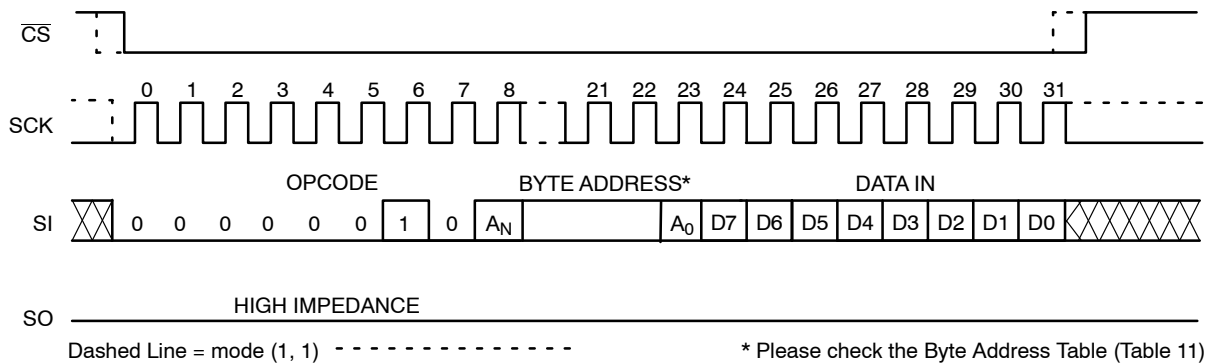 CS
0 1 2 3 4 5 6 7 8 21 22 23 24 25 26 27 28 29 30 31
SCK
OPCODE BYTE ADDRESS* DATA IN
SI 0 0 0 0 0 0 1 0 AN A0 D7 D6 D5 D4 D3 D2 D1 D0
HIGH IMPEDANCE
SO
Dashed Line = mode (1, 1) * Please check the Byte Address Table (Table 11)